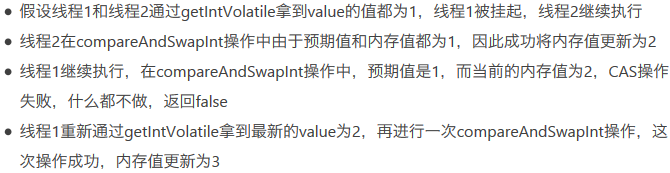 ● 假设线程1和线程2通过getIntVolatile拿到value的值都为1，线程1被挂起，线程2继续执行
● 线程2在compareAndSwapInt操作中由于预期值和内存值都为1，因此成功将内存值更新为2
● 线程1继续执行，在compareAndSwapInt操作中，预期值是1，而当前的内存值为2，CAS操作
失败，什么都不做，返回false
● 线程1重新通过getIntVolatile拿到最新的value为2，再进行一次compareAndSwapInt操作，这
次操作成功，内存值更新为3